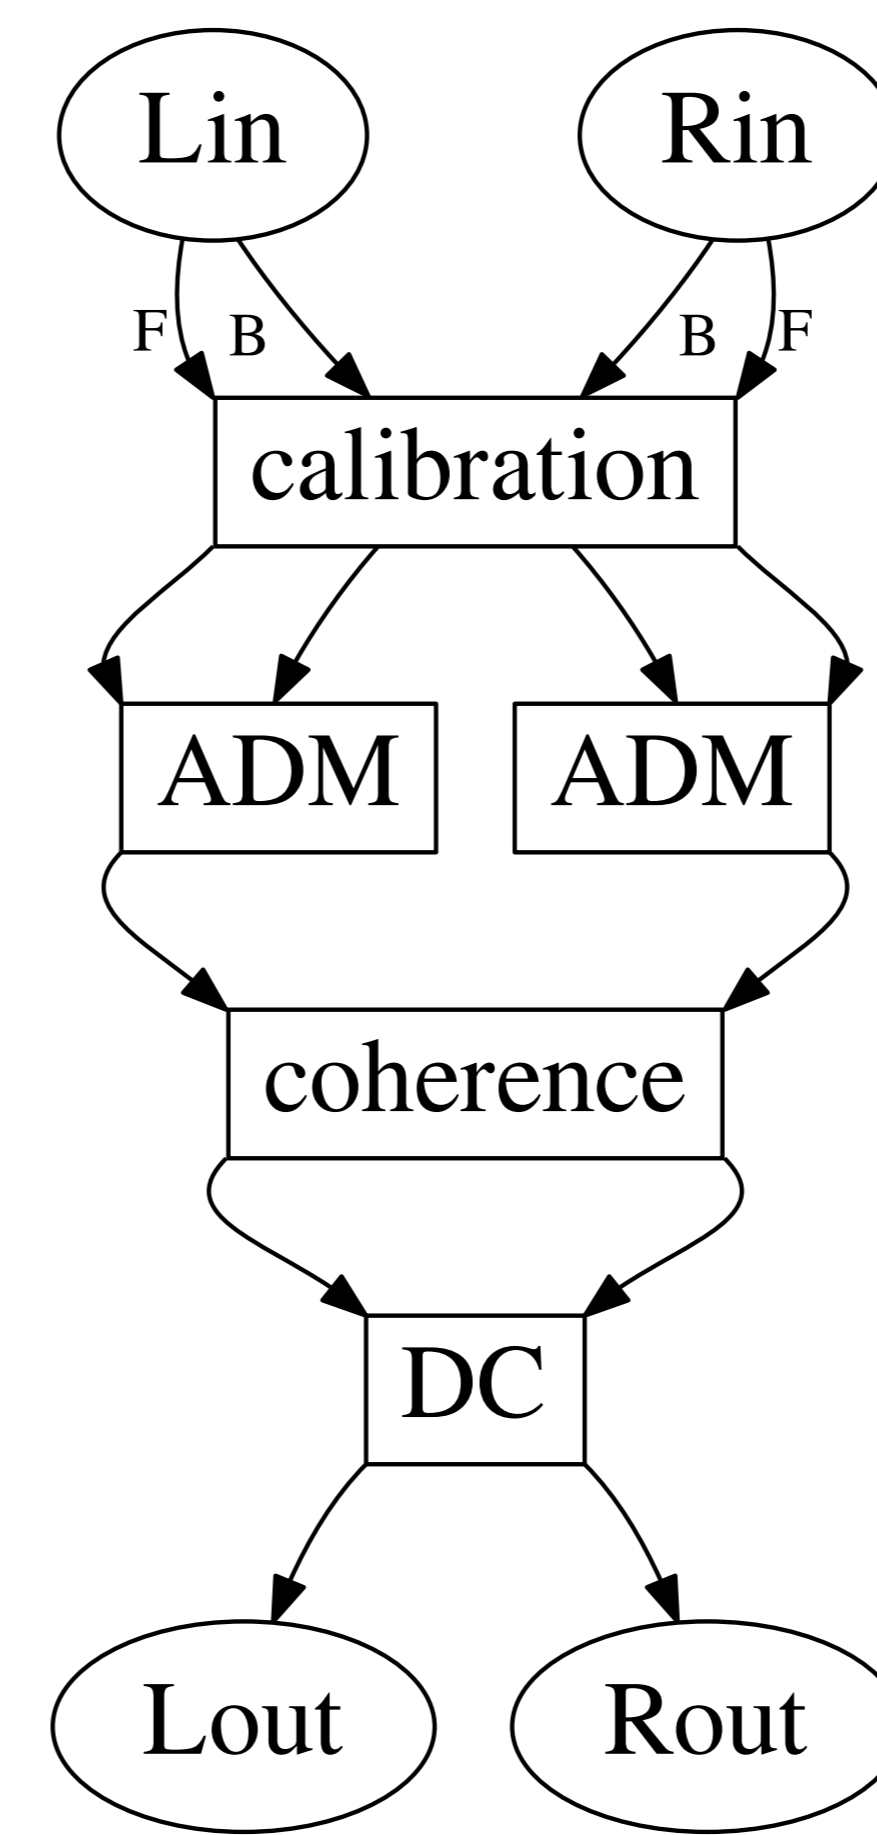 Lin Rin
F B B F
calibration
ADM ADM
coherence
DC
Lout Rout